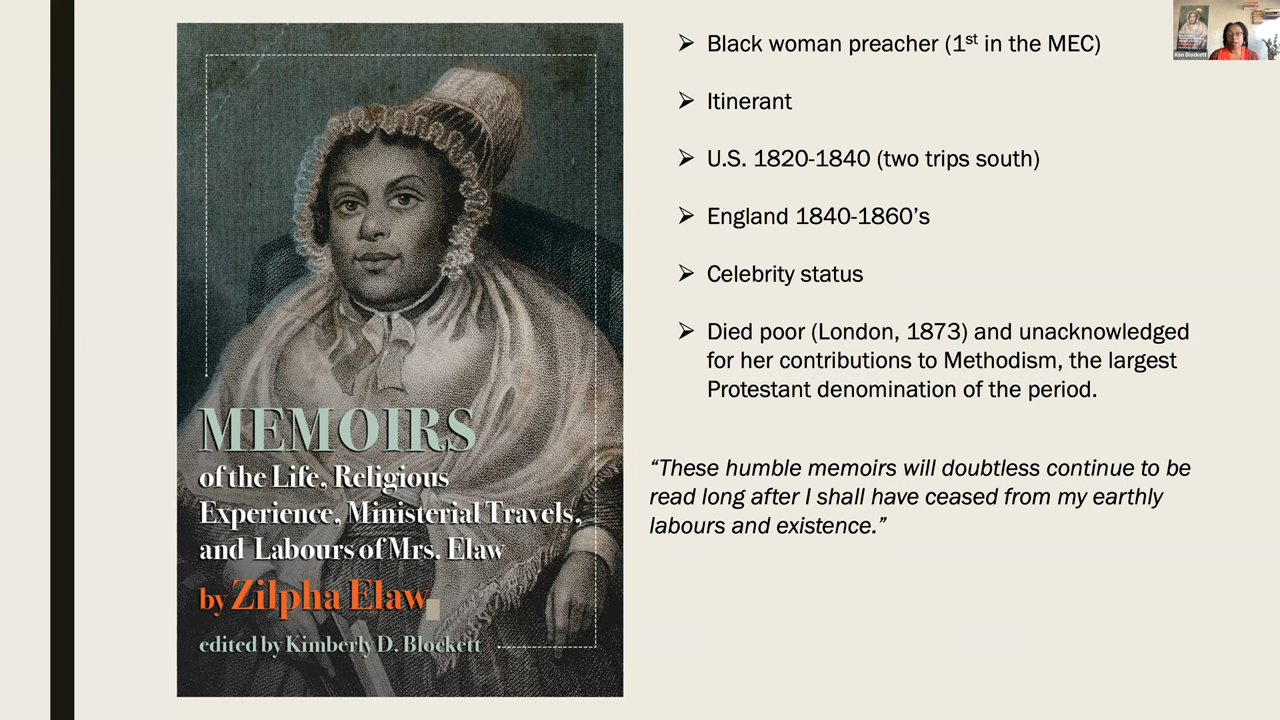 MEMOIRS
of the Life, Religious
Experience, Ministerial Travels,
and Labours of Mrs. Elaw
by Zilpha Elaw
edited by Kimberly D. Blockett
Black woman preacher (1st in the MEC)
Itinerant
U.S. 1820-1840 (two trips south)
England 1840-1860’s
Celebrity status
Died poor (London, 1873) and unacknowledged
for her contributions to Methodism, the largest
Protestant denomination of the period.
“These humble memoirs will doubtless continue to be
read long after I shall have ceased from my earthly
labours and existence.”
Kim Blockett